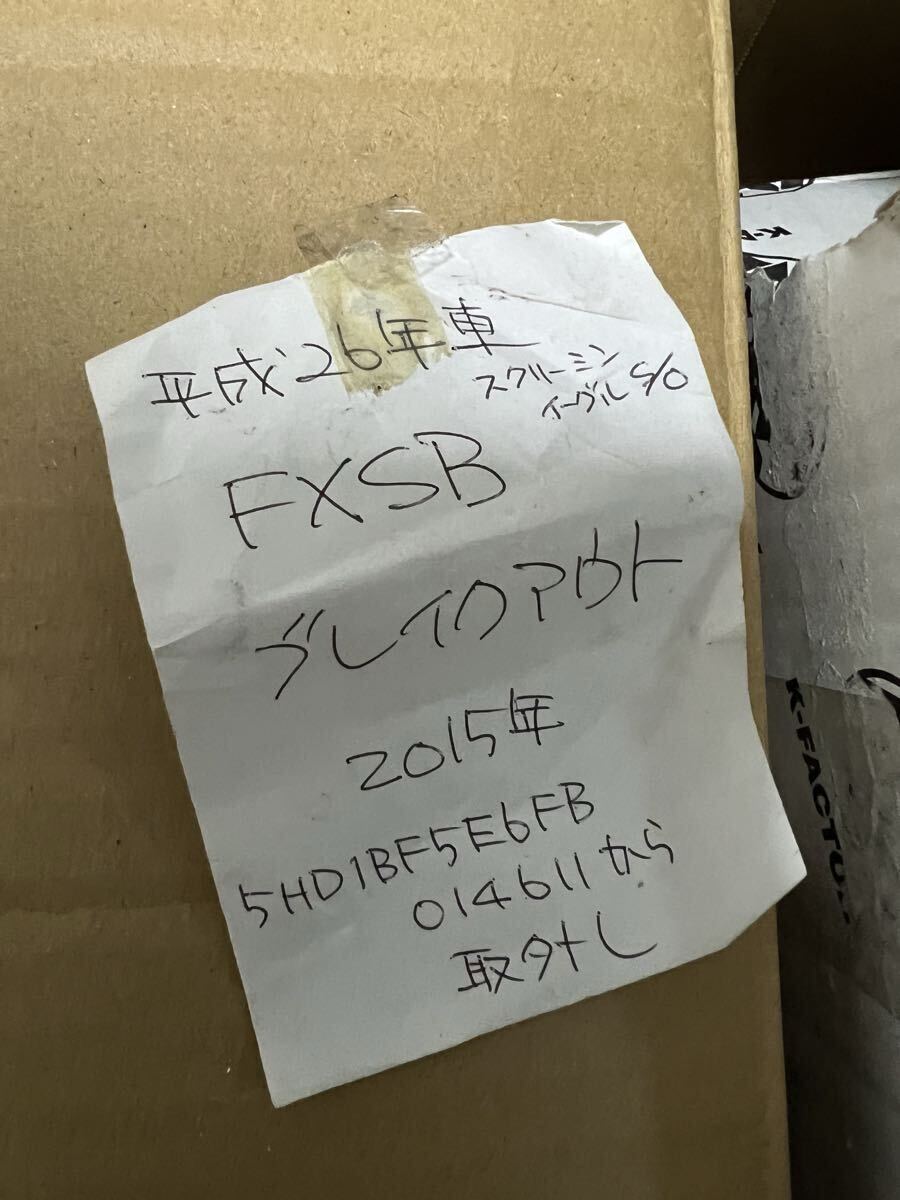 平成26年車
スクリーミン
イーグル S/O
FXSB
ブレイクアウト
2015年
5HD1BF5E6FB
014611から
取外し
K-FACTO